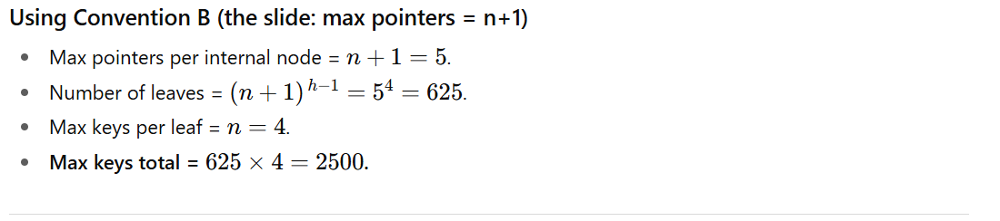 Using Convention B (the slide: max pointers = n+1)
• Max pointers per internal node = n + 1 = 5.
• Number of leaves = (n + 1)^{h−1} = 5^4 = 625.
• Max keys per leaf = n = 4.
• Max keys total = 625 × 4 = 2500.